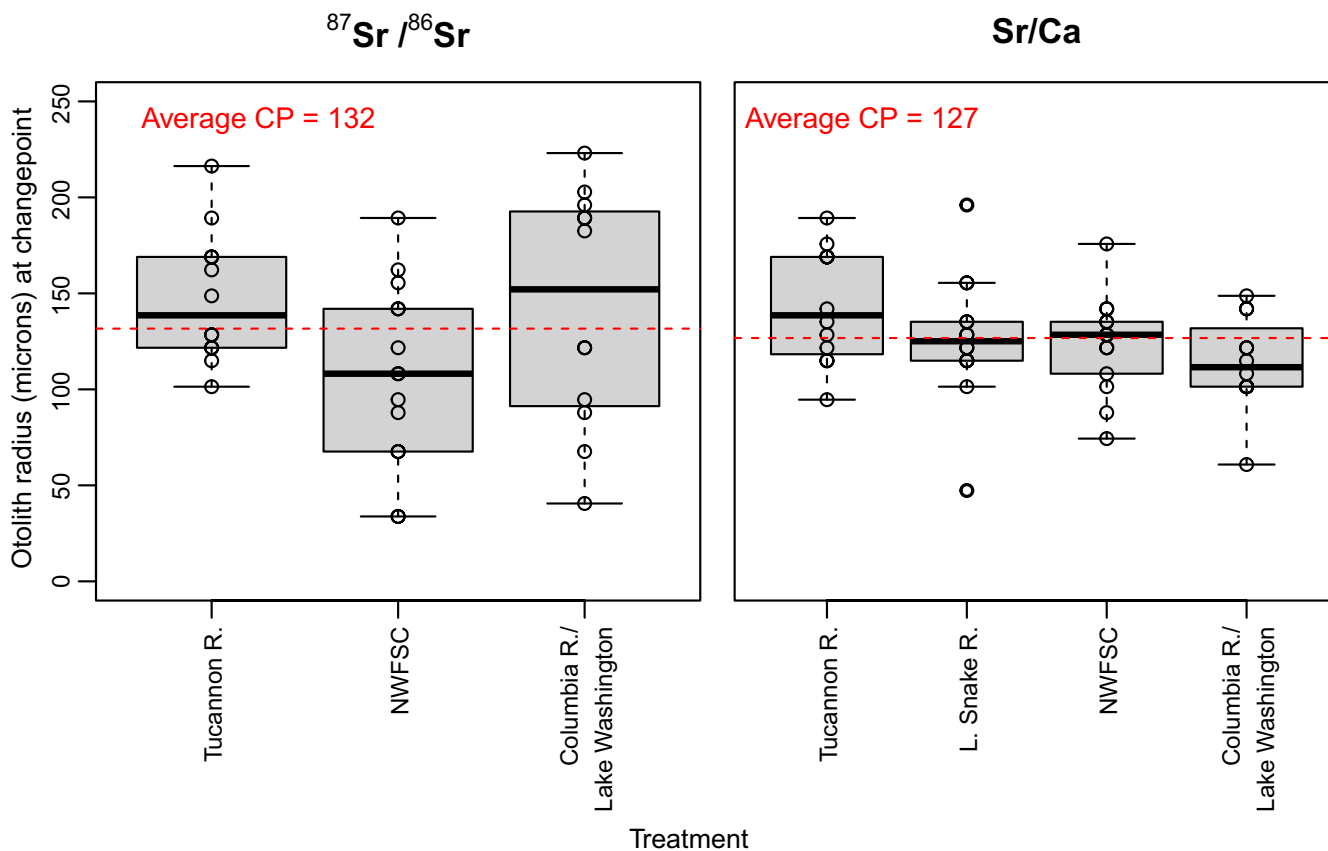 ⁸⁷Sr /⁸⁶Sr
Sr/Ca
Otolith radius (microns) at changepoint
250
200
150
100
50
0
Average CP = 132
Average CP = 127
Tucannon R.
NWFSC
Columbia R./
Lake Washington
Tucannon R.
L. Snake R.
NWFSC
Columbia R./
Lake Washington
Treatment